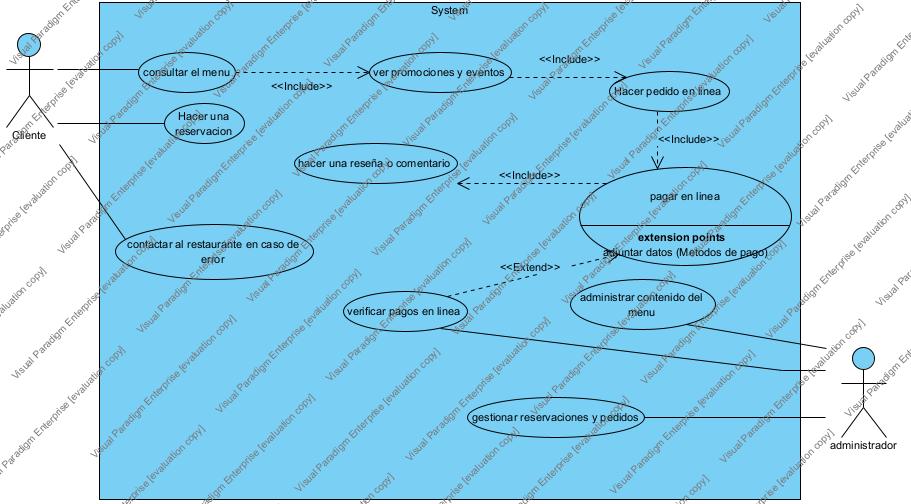 System
consultar el menu
<<Include>>
ver promociones y eventos
<<Include>>
Hacer pedido en linea
Hacer una
reservacion
Cliente
<<Include>>
hacer una reseña o comentario
<<Include>>
pagar en linea
extension points
adjuntar datos (Metodos de pago)
contactar al restaurante en caso de
error
<<Extend>>
verificar pagos en linea
administrar contenido del
menu
gestionar reservaciones y pedidos
administrador
Visual Paradigm Enterprise [evaluation copy]